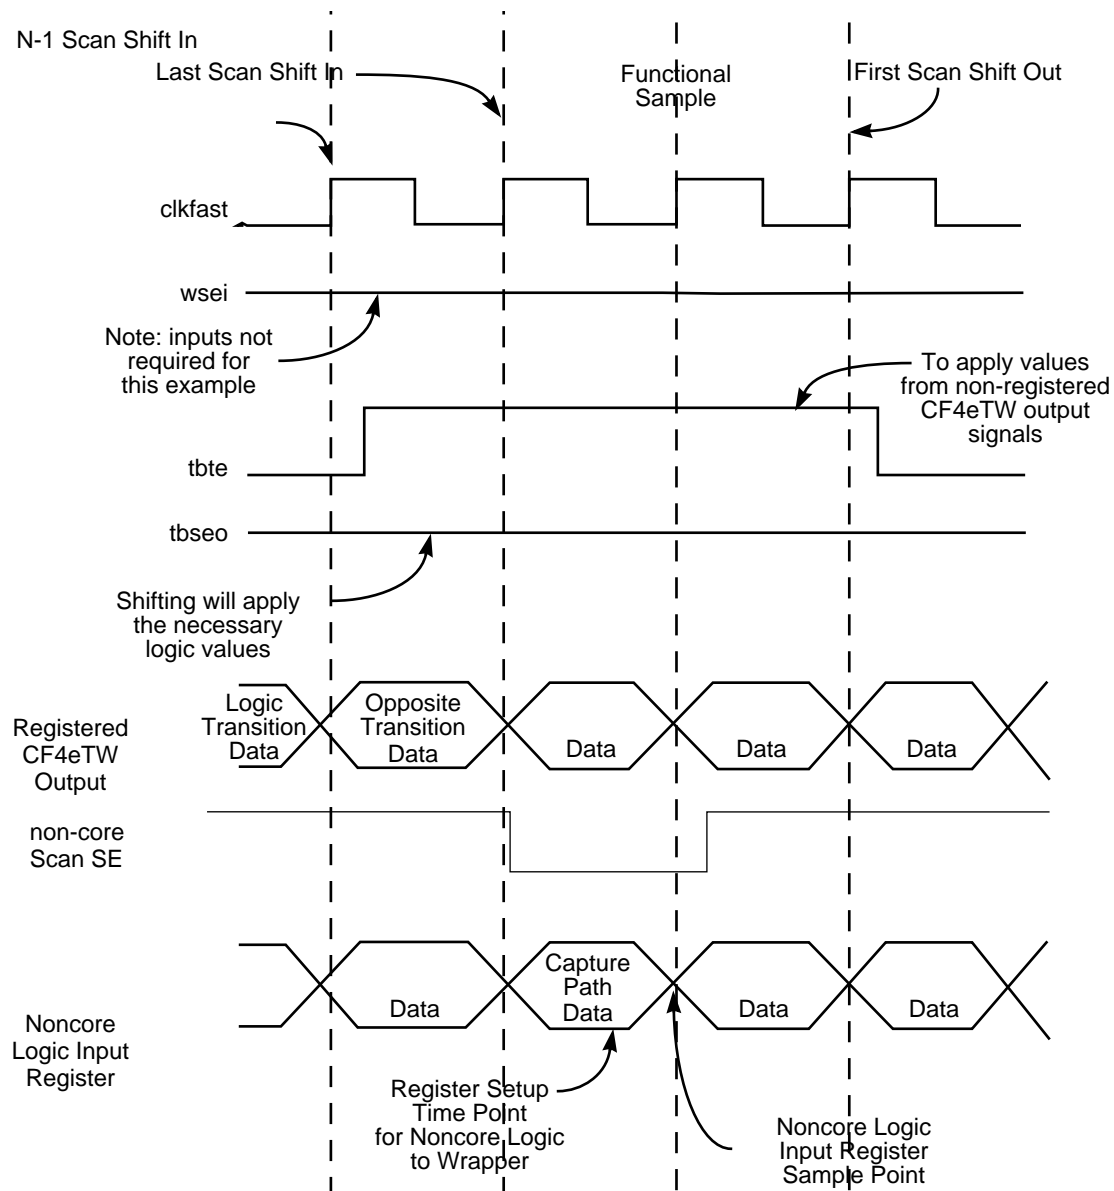 N-1 Scan Shift In
Last Scan Shift In
Functional
Sample
First Scan Shift Out
clkfast
wsei
Note: inputs not
required for
this example
To apply values
from non-registered
CF4eTW output
signals
tbte
tbseo
Shifting will apply
the necessary
logic values
Registered
CF4eTW
Output
Logic
Transition
Data
Opposite
Transition
Data
Data
Data
Data
non-core
Scan SE
Noncore
Logic Input
Register
Data
Capture
Path
Data
Data
Data
Register Setup
Time Point
for Noncore Logic
to Wrapper
Noncore Logic
Input Register
Sample Point